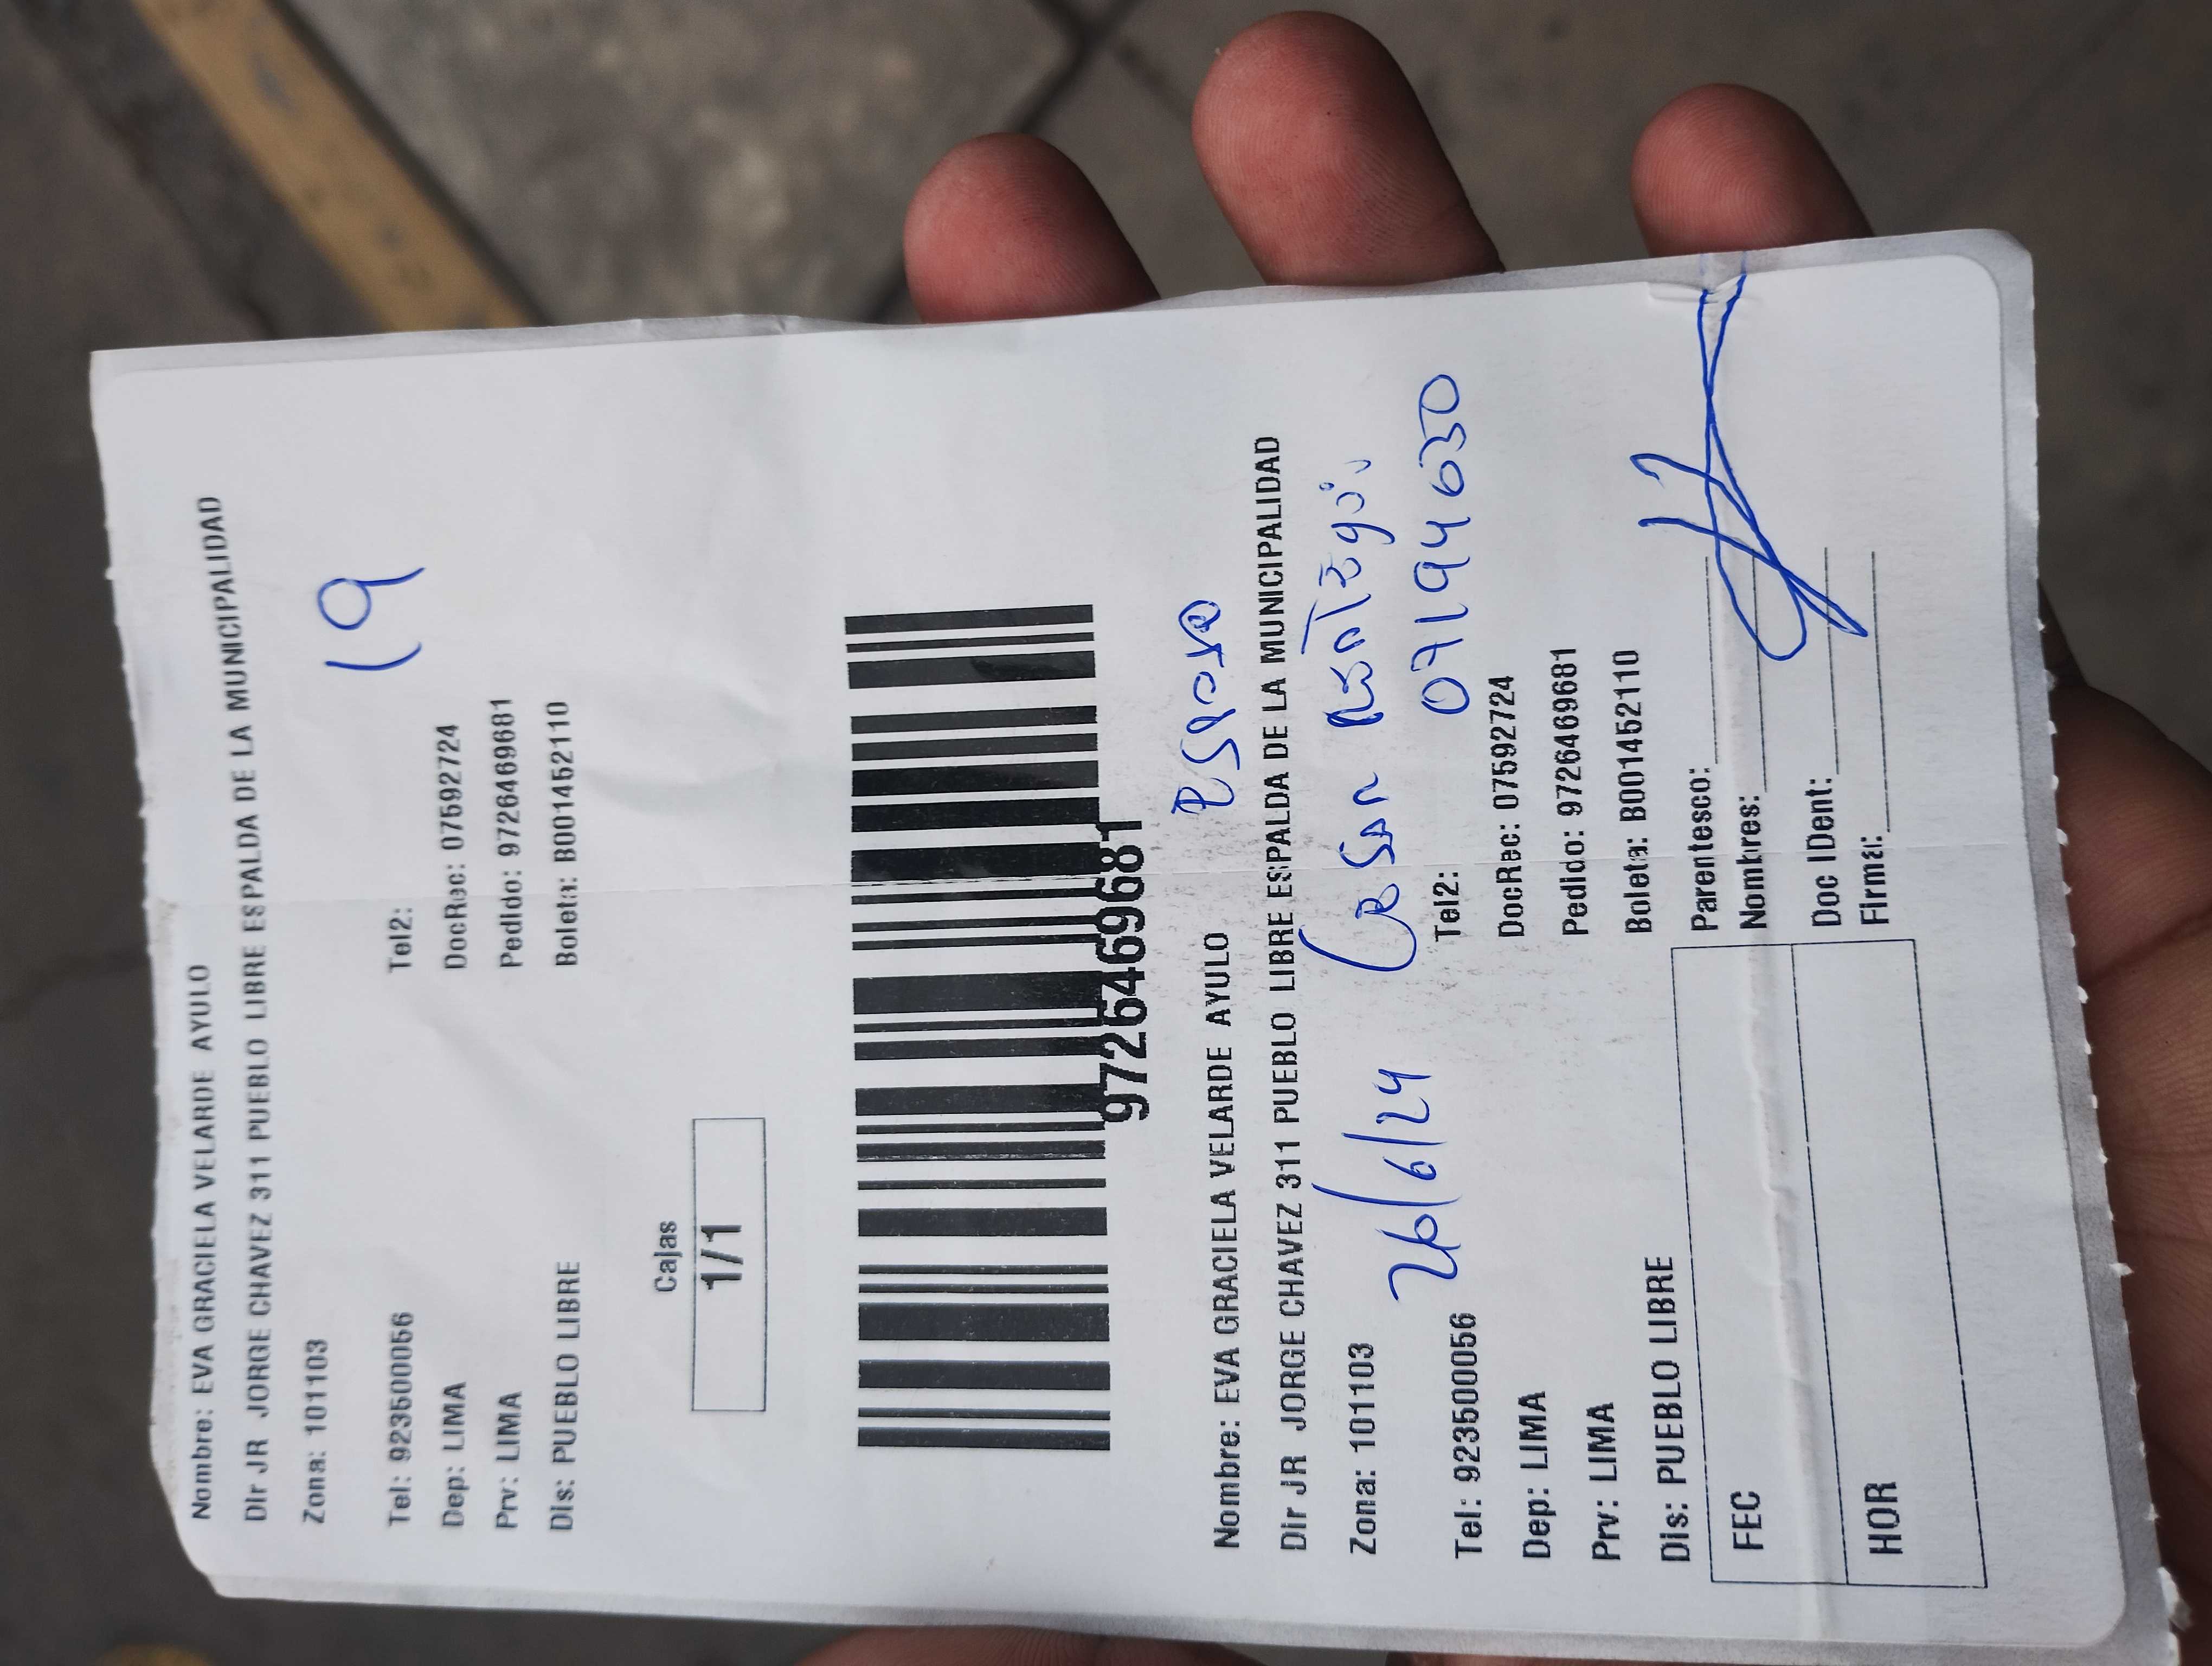 Nombre: EVA GRACIELA VELARDE AYULO
Dir JR JORGE CHAVEZ 311 PUEBLO LIBRE ESPALDA DE LA MUNICIPALIDAD
Zona: 101103
19
Tel: 923500056 Tel2:
Dep: LIMA DocRec: 07592724
Prv: LIMA Pedido: 9726469681
Dis: PUEBLO LIBRE Boleta: B001452110
Cajas
1/1
9726469681
Nombre: EVA GRACIELA VELARDE AYULO
Dir JR JORGE CHAVEZ 311 PUEBLO LIBRE ESPALDA DE LA MUNICIPALIDAD
Zona: 101103
26/6/24 Cesar
07194630
Tel: 923500056 Tel2:
Dep: LIMA DocRec: 07592724
Prv: LIMA Pedido: 9726469681
Dis: PUEBLO LIBRE Boleta: B001452110
FEC Parentesco:
Nombres:
HOR Doc IDent:
Firma: